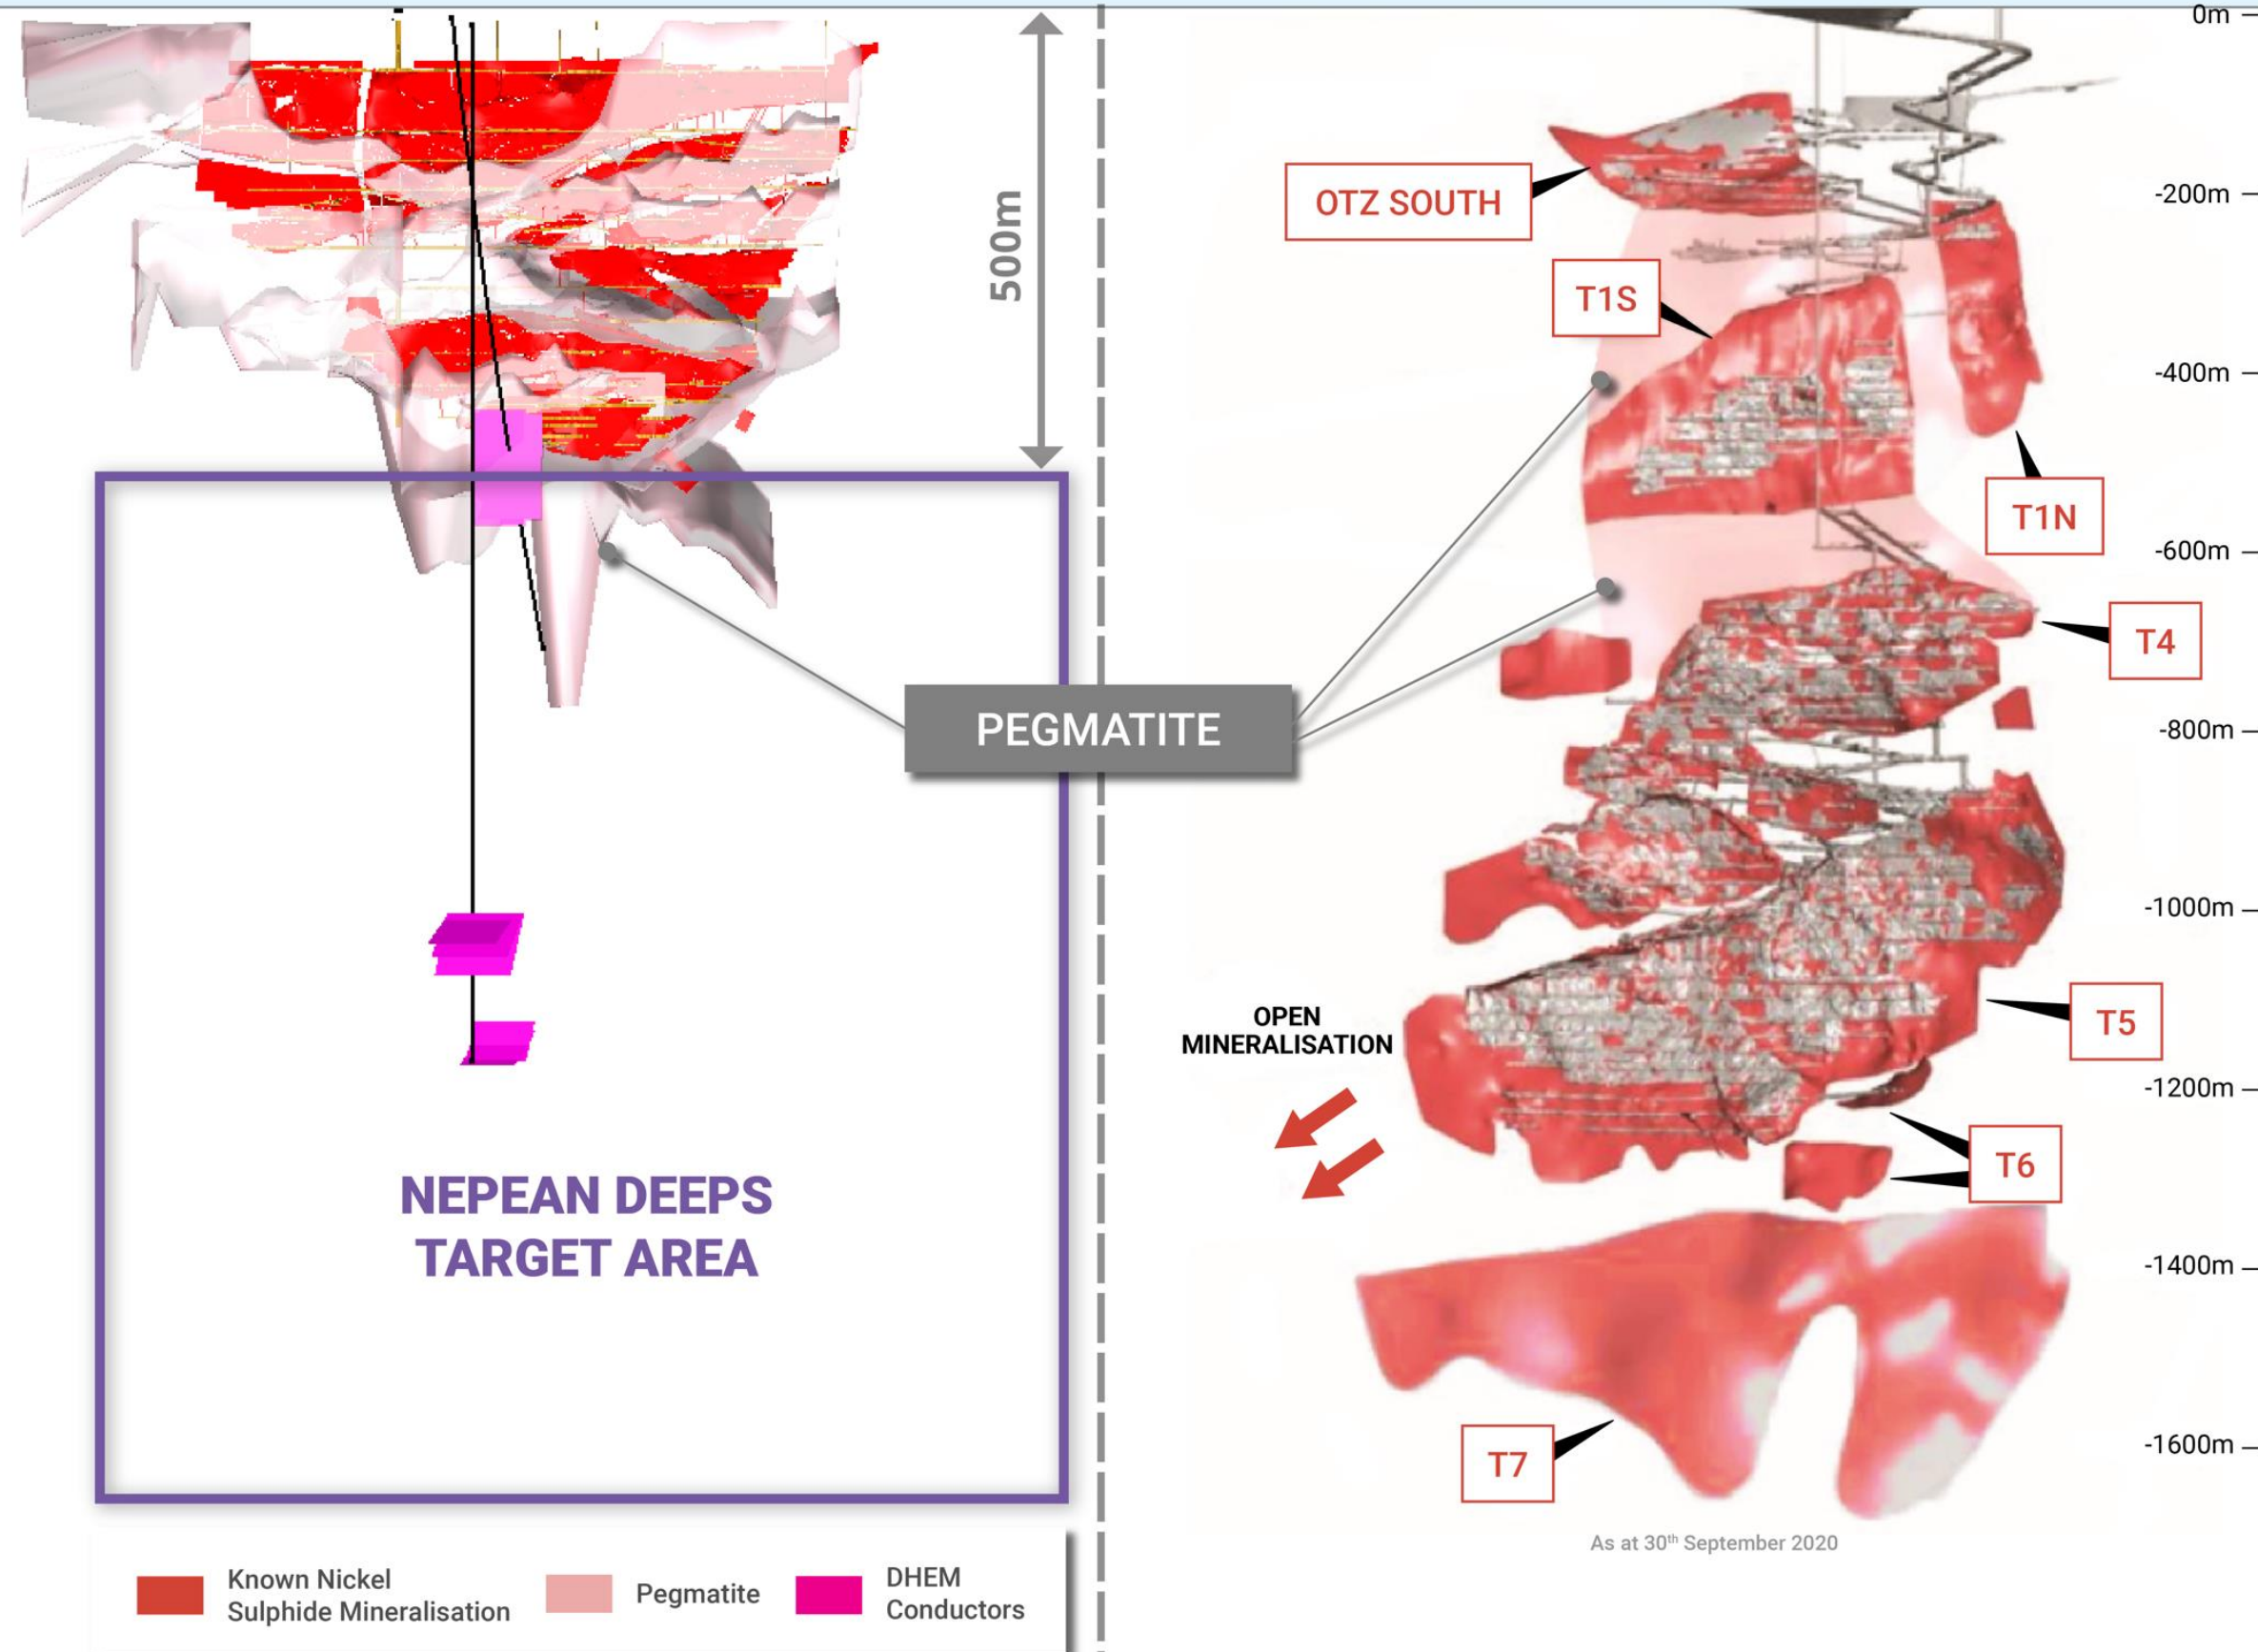 500m
PEGMATITE
NEPEAN DEEPS
TARGET AREA
Known Nickel
Sulphide Mineralisation
Pegmatite
DHEM
Conductors
0m
-200m
-400m
-600m
-800m
-1000m
-1200m
-1400m
-1600m
OTZ SOUTH
T1S
T1N
T4
T5
OPEN
MINERALISATION
T6
T7
As at 30th September 2020